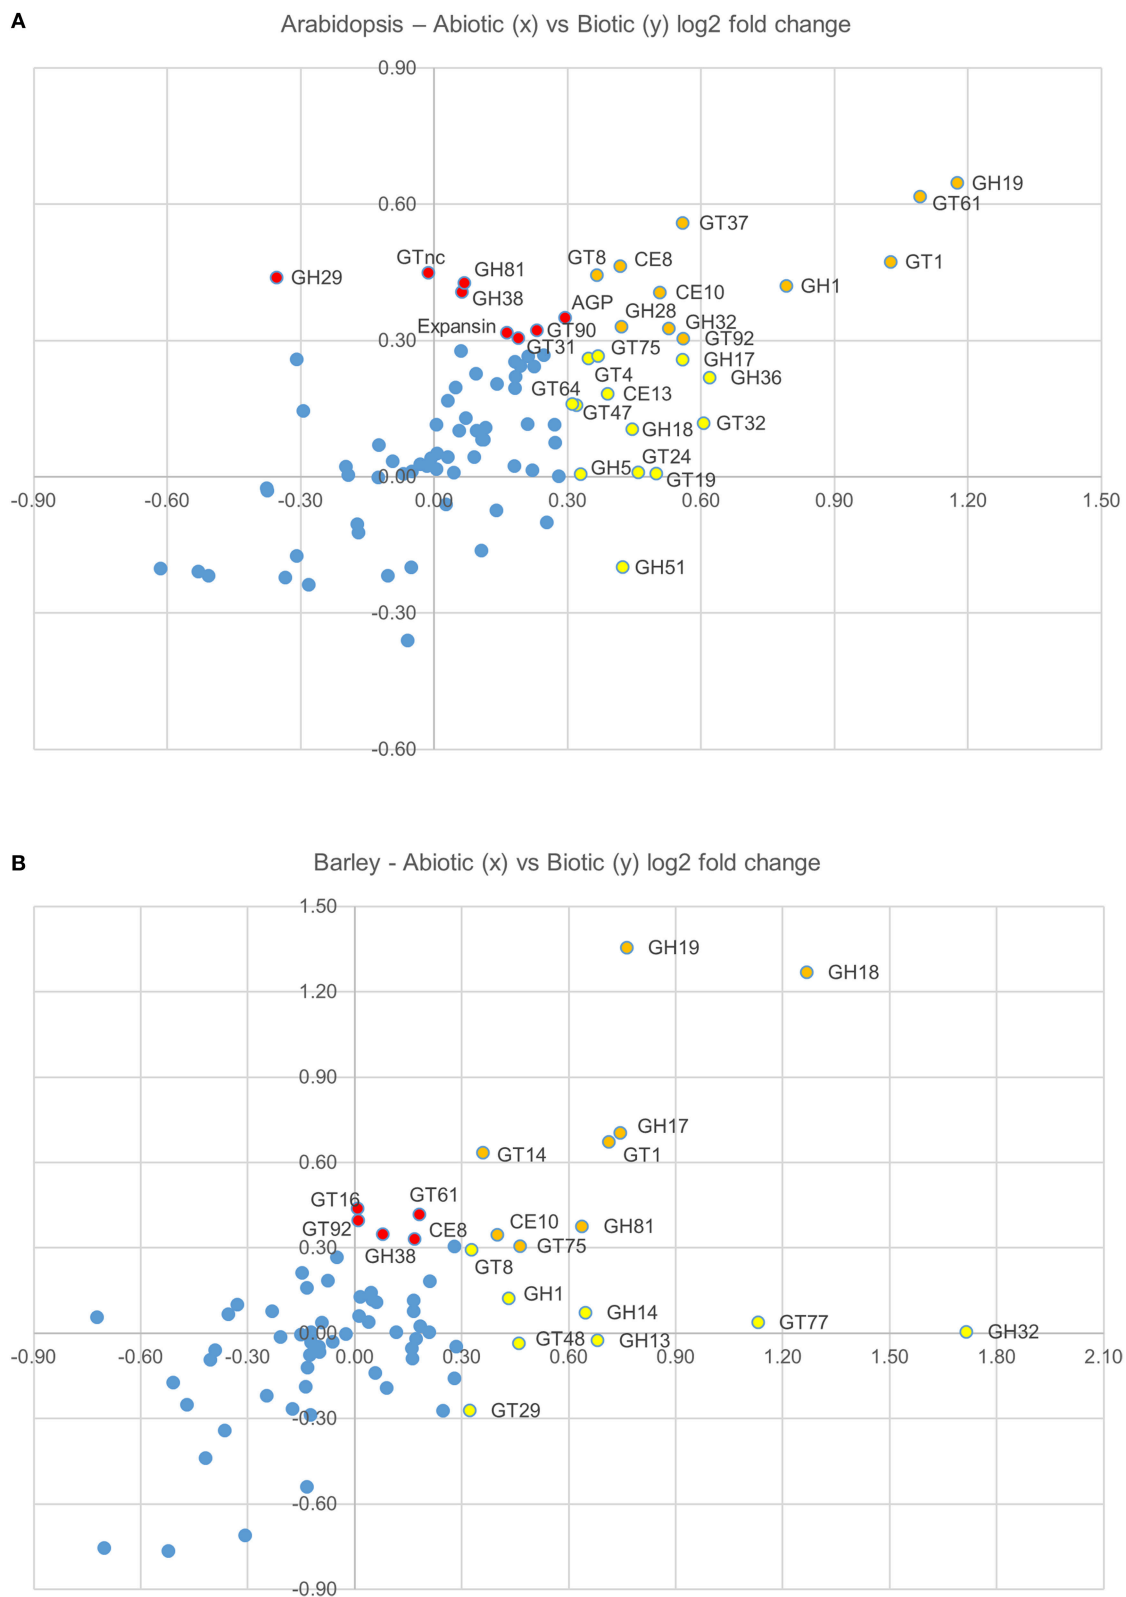 A
Arabidopsis – Abiotic (x) vs Biotic (y) log2 fold change
0.90
GH19
0.60
GT61
GT37
GTnc
GT8
CE8
GT1
GH29
GH81
GH38
CE10
GH1
AGP
GH28
Expansin
GT90
GH32
0.30
GT31
GT75
GT92
GH17
GT4
GH36
GT64
CE13
GT47
GT32
GH18
GH5
GT24
0.00
GT19
-0.90
-0.60
-0.30
0.00
0.30
0.60
0.90
1.20
1.50
GH51
-0.30
-0.60
B
Barley - Abiotic (x) vs Biotic (y) log2 fold change
1.50
GH19
GH18
1.20
0.90
GH17
GT14
GT1
0.60
GT16
GT61
GT92
CE8
CE10
GH81
0.30
GH38
GT75
GT8
GH1
GH14
GT77
0.00
GT48
GH13
GH32
-0.90
-0.60
-0.30
0.00
0.30
0.60
0.90
1.20
1.50
1.80
2.10
GT29
-0.30
-0.60
-0.90